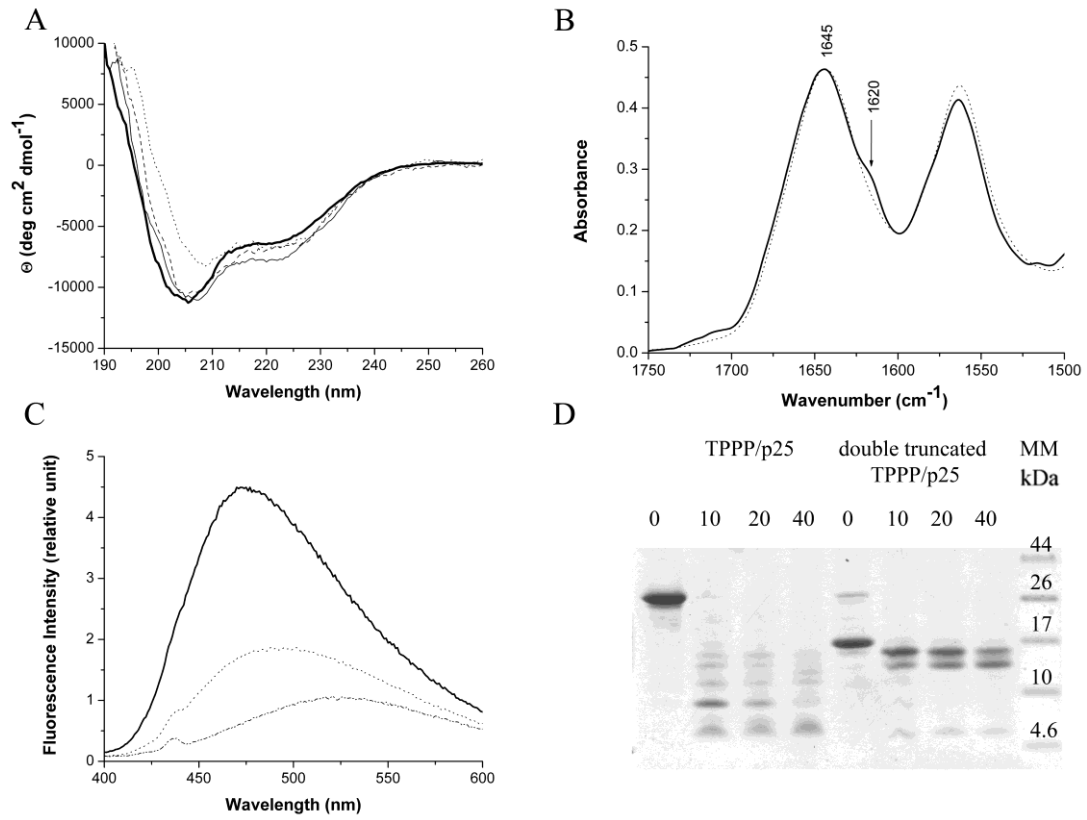 A
10000
5000
0
-5000
-10000
-15000
Θ (deg cm2 dmol-1)
190 200 210 220 230 240 250 260
Wavelength (nm)
B
0.5
0.4
0.3
0.2
0.1
0.0
Absorbance
1645
1620
1750 1700 1650 1600 1550 1500
Wavenumber (cm-1)
C
5
4
3
2
1
0
Fluorescence Intensity (relative unit)
400 450 500 550 600
Wavelength (nm)
D
TPPP/p25 double truncated MM
TPPP/p25 kDa
0 10 20 40 0 10 20 40
44
26
17
10
4.6